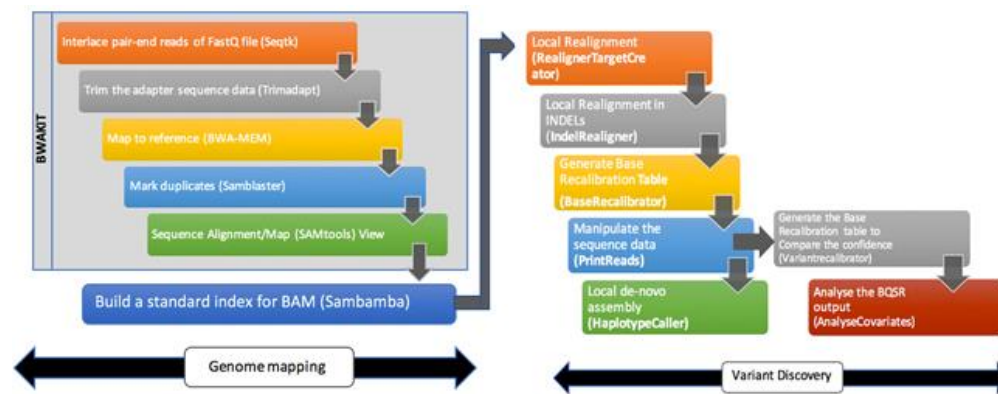 BWAKIT
Interlace pair-end reads of FastQ file (Seqtk)
Trim the adapter sequence data (Trimadapt)
Map to reference (BWA-MEM)
Mark duplicates (Samblaster)
Sequence Alignment/Map (SAMtools) View
Build a standard index for BAM (Sambamba)
Genome mapping
Local Realignment
(RealignerTargetCre
ator)
Local Realignment in
INDELs
(IndelRealigner)
Generate Base
Recalibration Table
(BaseRecalibrator)
Manipulate the
sequence data
(PrintReads)
Local de-novo
assembly
(HaplotypeCaller)
Generate the Base
Recalibration table to
Compare the confidence
(Variantrecalibrator)
Analyse the BQSR
output
(AnalyseCovariates)
Variant Discovery